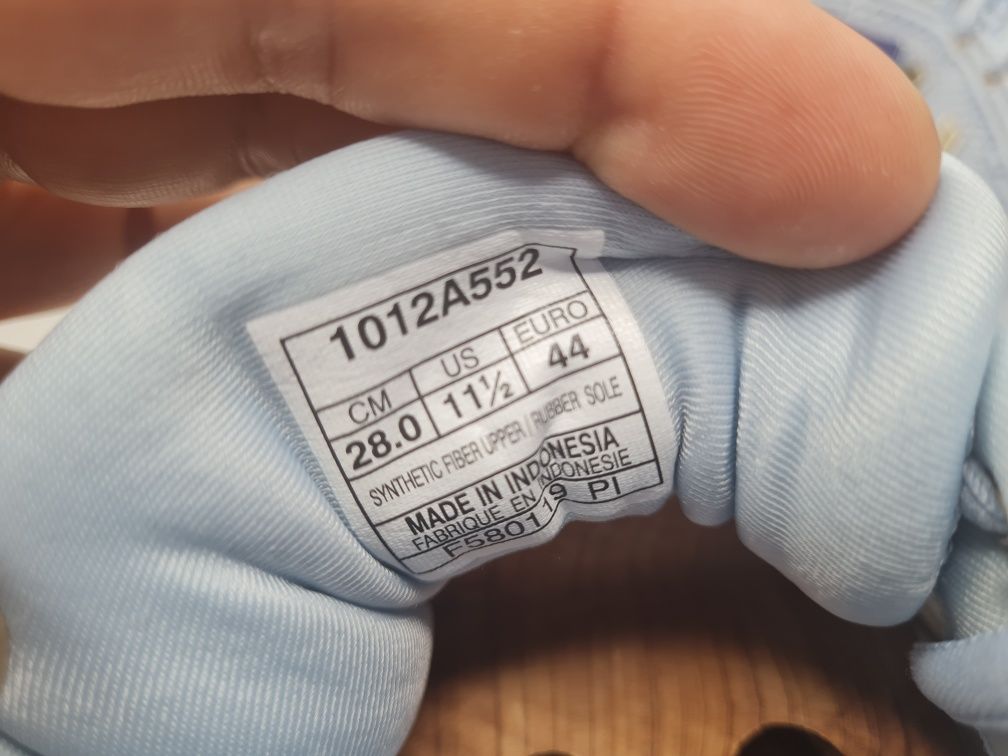 1012A552
CM US EURO
28.0 11½ 44
SYNTHETIC FIBER UPPER / RUBBER SOLE
MADE IN INDONESIA
FABRIQUE EN INDONESIE
F580119 PI